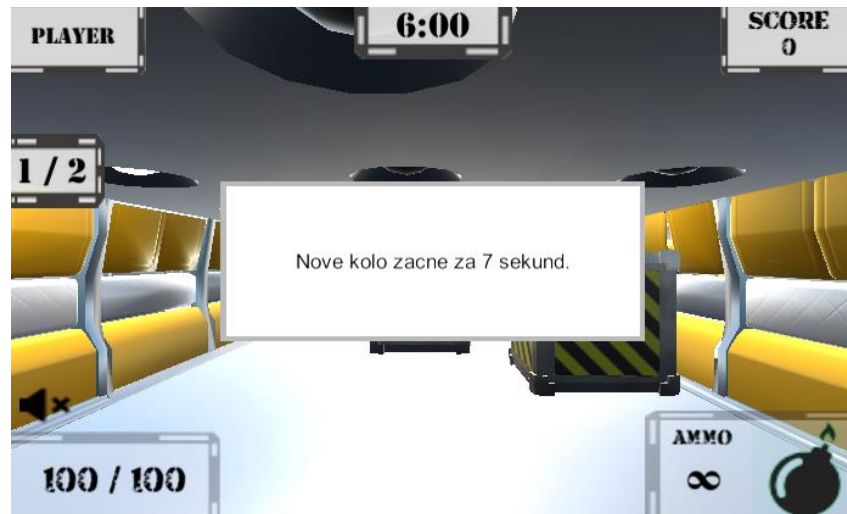 PLAYER
6:00
SCORE
0
1 / 2
Nove kolo zacne za 7 sekund.
100 / 100
AMMO
∞